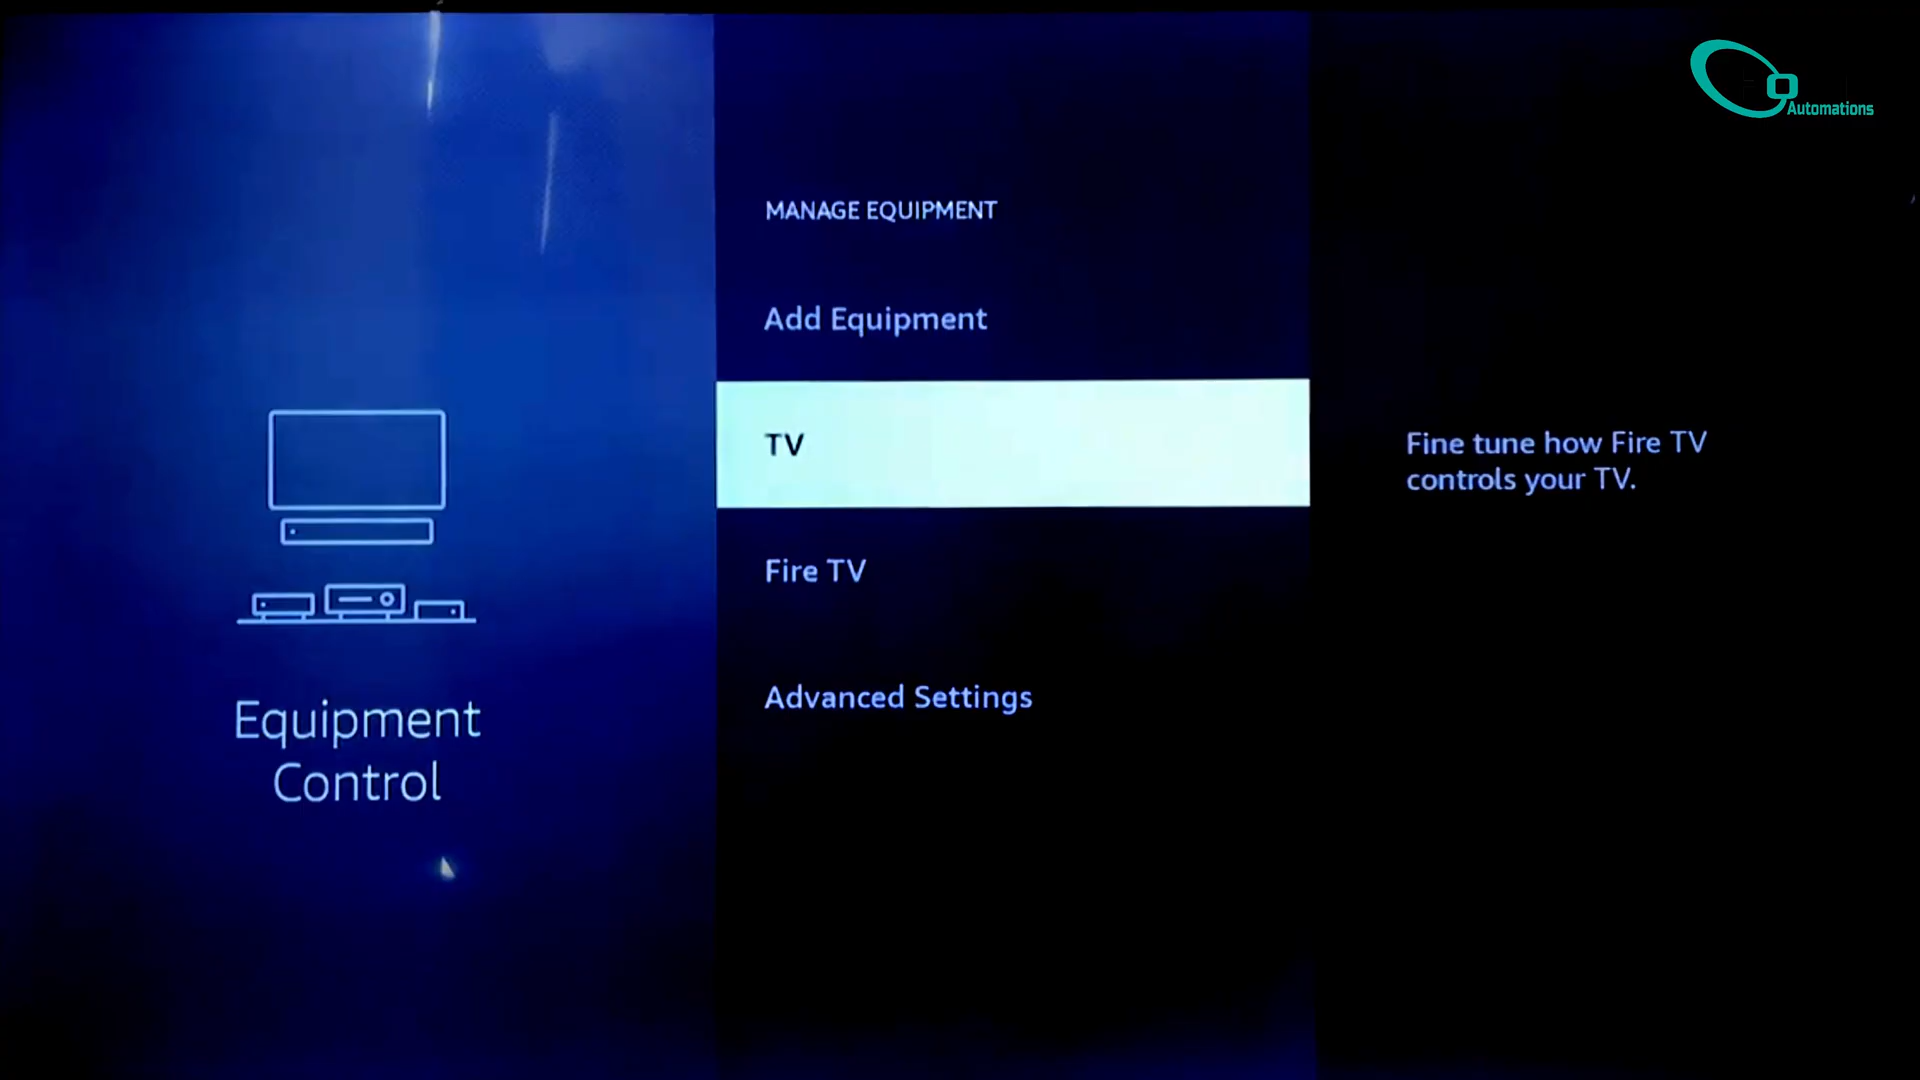 Automations
MANAGE EQUIPMENT
Add Equipment
TV
Fire TV
Advanced Settings
Fine tune how Fire TV
controls your TV.
Equipment
Control